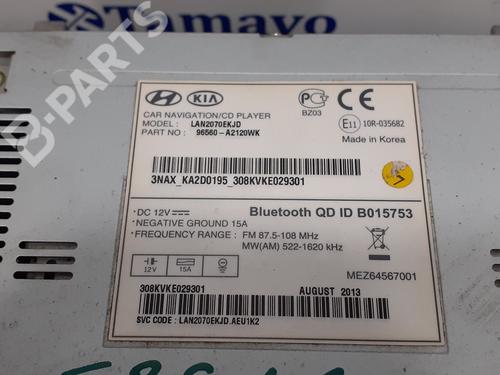 Tamayo
B-PARTS
KIA
CAR NAVIGATION/CD PLAYER
MODEL : LAN2070EKJD
PART NO : 96560-A2120WK
BZ03
CE
E11 10R-035682
Made in Korea
3NAX_KA2D0195_308KVKE029301
DC 12V
NEGATIVE GROUND 15A
FREQUENCY RANGE : FM 87.5-108 MHz
MW(AM) 522-1620 kHz
Bluetooth QD ID B015753
12V
15A
MEZ64567001
308KVKE029301
AUGUST 2013
SVC CODE : LAN2070EKJD.AEU1K2